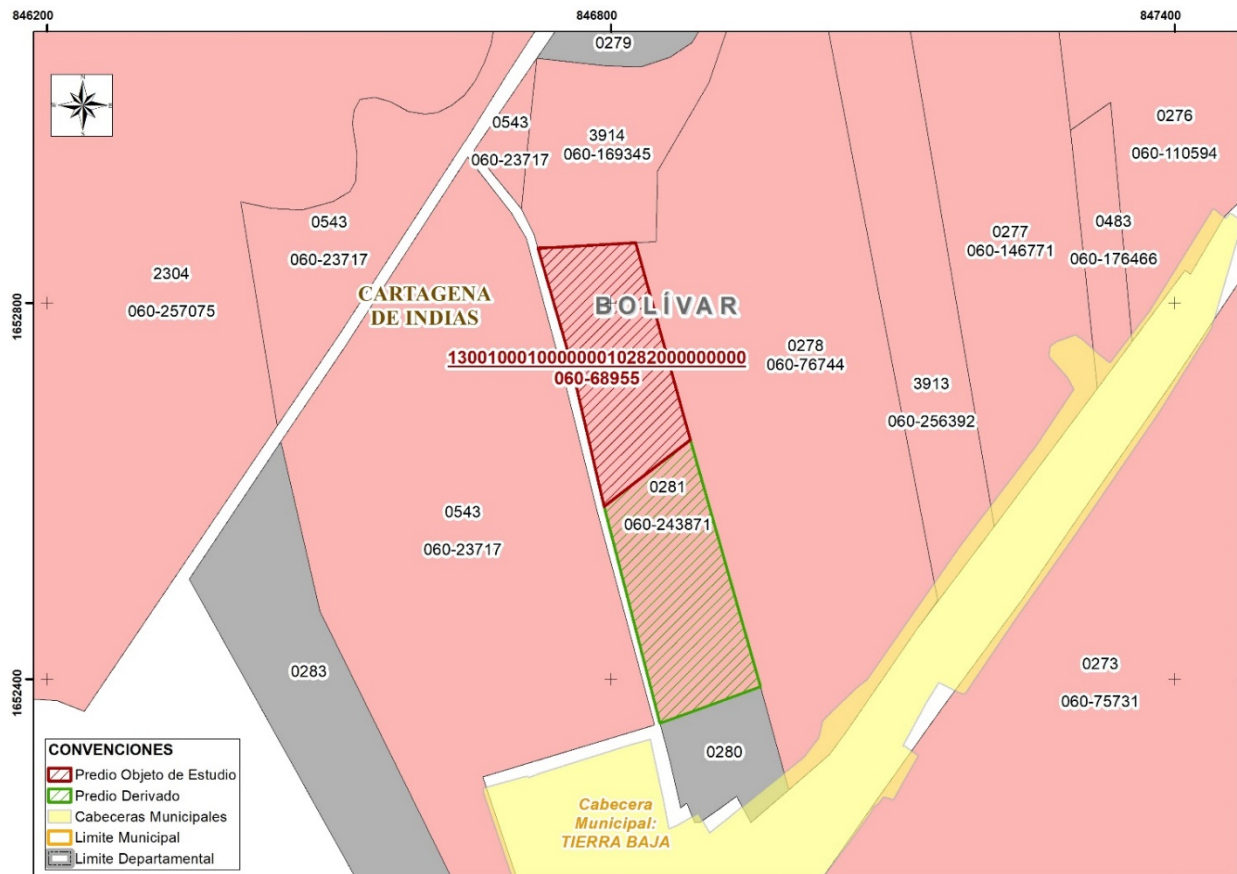 846200
846800
847400
0279
0543
060-23717
3914
060-169345
0276
060-110594
0543
060-23717
0483
060-176466
0277
060-146771
2304
060-257075
CARTAGENA
DE INDIAS
BOLÍVAR
1652800
0278
060-76744
130010001000000010282000000000
060-68955
3913
060-256392
0281
060-243871
0543
060-23717
0283
0273
060-75731
1652400
0280
CONVENCIONES
Predio Objeto de Estudio
Predio Derivado
Cabeceras Municipales
Limite Municipal
Limite Departamental
Cabecera
Municipal:
TIERRA BAJA